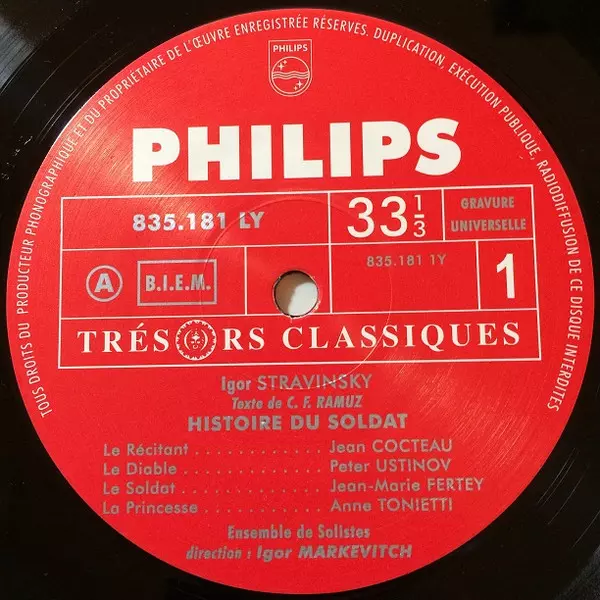 TOUS DROITS DU PRODUCTEUR PHONOGRAPHIQUE ET DU PROPRIÉTAIRE DE L'ŒUVRE ENREGISTRÉE RÉSERVÉS. DUPLICATION, EXÉCUTION PUBLIQUE, RADIODIFFUSION DE CE DISQUE INTERDITES
PHILIPS
PHILIPS
835.181 LY
33 1/3
GRAVURE
UNIVERSELLE
835.181 1Y
A
B.I.E.M.
1
TRÉSORS CLASSIQUES
Igor STRAVINSKY
Texte de C. F. RAMUZ
HISTOIRE DU SOLDAT
Le Récitant . . . . . . . . . . . Jean COCTEAU
Le Diable . . . . . . . . . . . . Peter USTINOV
Le Soldat . . . . . . . . . . . . Jean-Marie FERTEY
La Princesse . . . . . . . . . . Anne TONIETTI
Ensemble de Solistes
direction : Igor MARKEVITCH